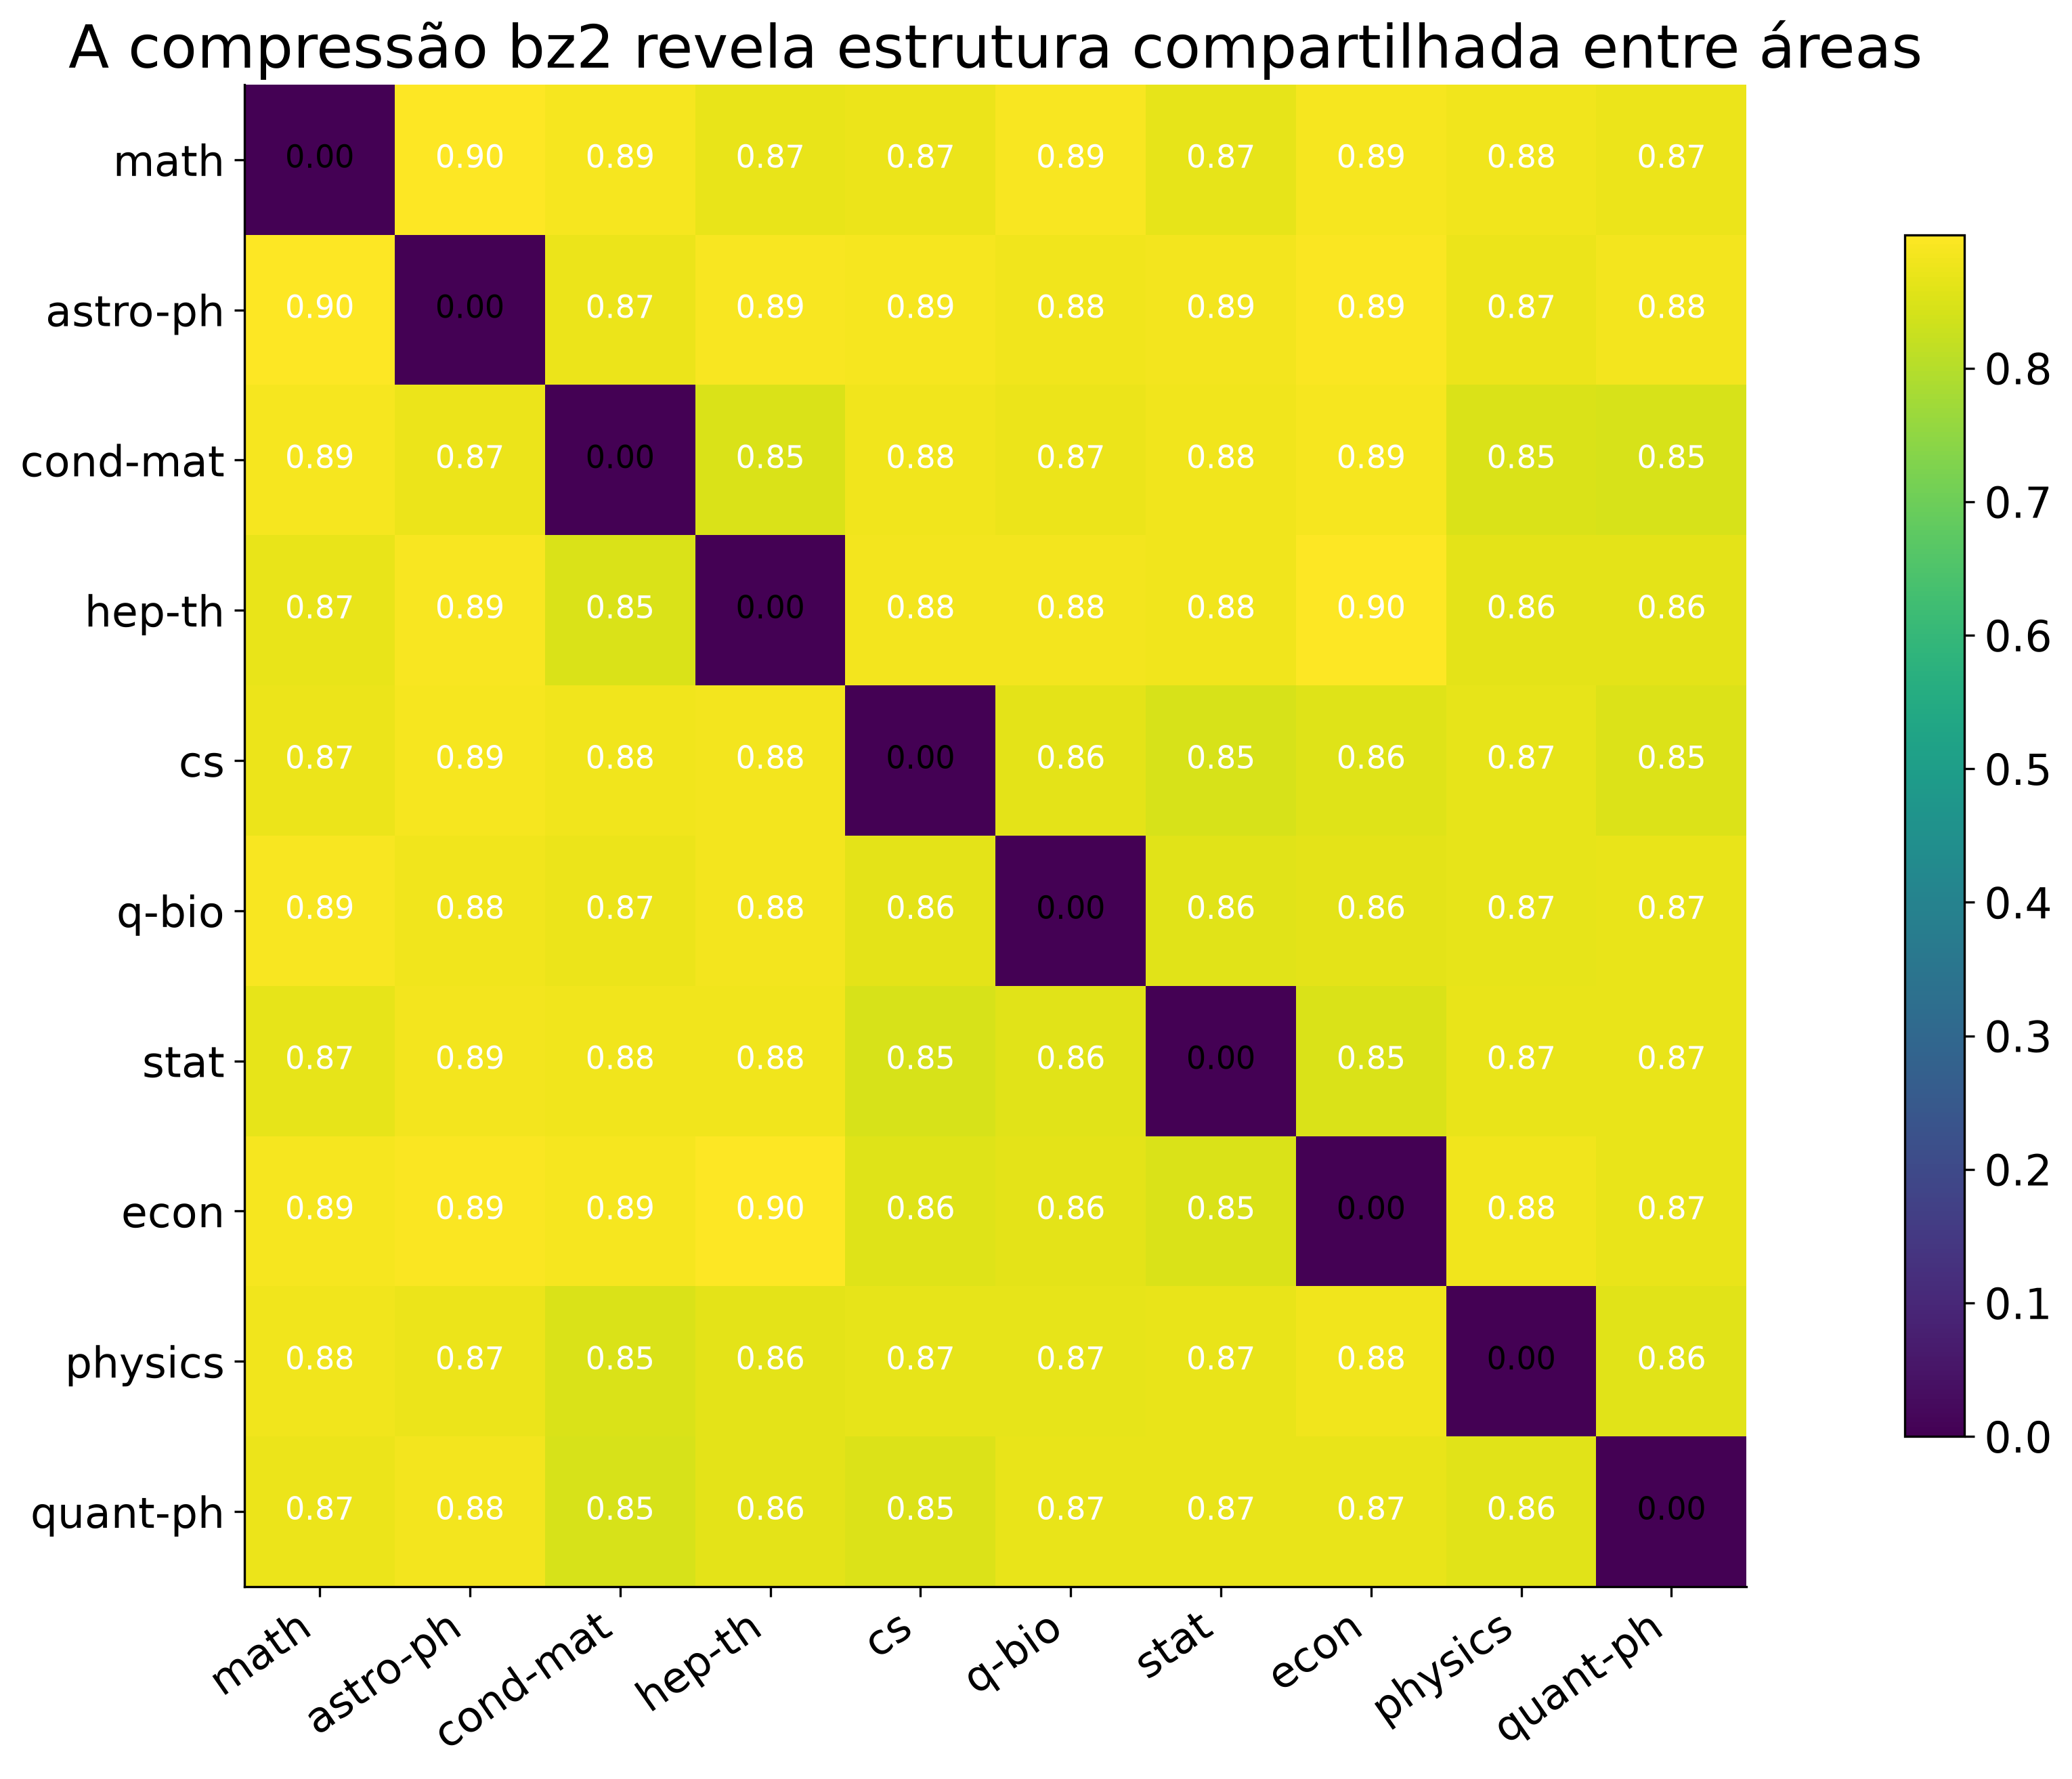 A compressão bz2 revela estrutura compartilhada entre áreas
math 0.00 0.90 0.89 0.87 0.87 0.89 0.87 0.89 0.88 0.87
astro-ph 0.90 0.00 0.87 0.89 0.89 0.88 0.89 0.89 0.87 0.88
cond-mat 0.89 0.87 0.00 0.85 0.88 0.87 0.88 0.89 0.85 0.85
hep-th 0.87 0.89 0.85 0.00 0.88 0.88 0.88 0.90 0.86 0.86
cs 0.87 0.89 0.88 0.88 0.00 0.86 0.85 0.86 0.87 0.85
q-bio 0.89 0.88 0.87 0.88 0.86 0.00 0.86 0.86 0.87 0.87
stat 0.87 0.89 0.88 0.88 0.85 0.86 0.00 0.85 0.87 0.87
econ 0.89 0.89 0.89 0.90 0.86 0.86 0.85 0.00 0.88 0.87
physics 0.88 0.87 0.85 0.86 0.87 0.87 0.87 0.88 0.00 0.86
quant-ph 0.87 0.88 0.85 0.86 0.85 0.87 0.87 0.87 0.86 0.00
math astro-ph cond-mat hep-th cs q-bio stat econ physics quant-ph
0.8
0.7
0.6
0.5
0.4
0.3
0.2
0.1
0.0